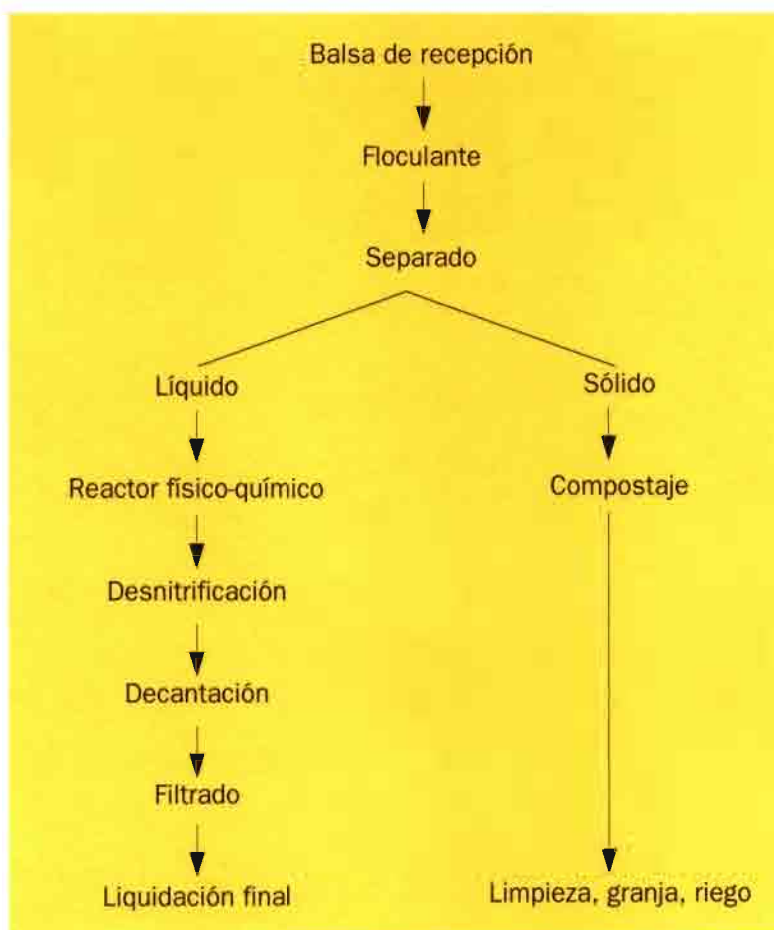 Balsa de recepción
Floculante
Separado
Líquido
Sólido
Reactor físico-químico
Compostaje
Desnitrificación
Decantación
Filtrado
Liquidación final
Limpieza, granja, riego